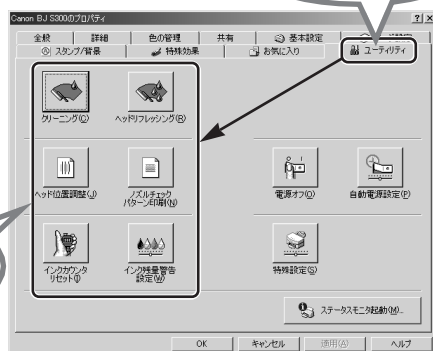 Canon BJ S300のプロパティ
全般 詳細 色の管理 共有 基本設定
スタンプ/背景 特殊効果 お気に入り ユーティリティ
クリーニング(C) ヘッドリフレッシング(R)
ヘッド位置調整(J) ノズルチェック
パターン印刷(N) 電源オフ(O) 自動電源設定(P)
インクカウンタ
リセット(I) インク残量警告
設定(W) 特殊設定(S)
ステータスモニタ起動(M)...
OK キャンセル 適用(A) ヘルプ